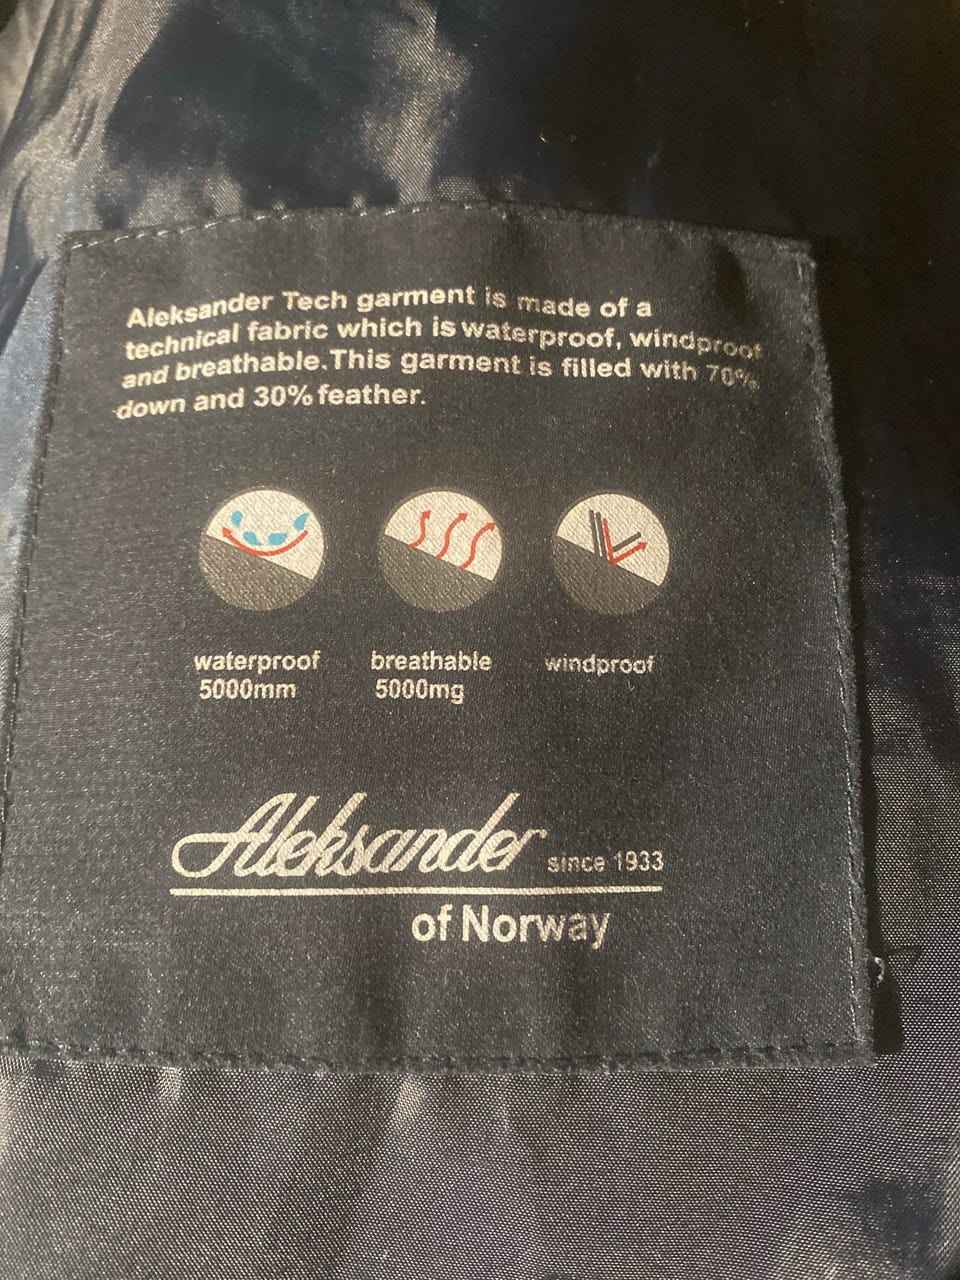 Aleksander Tech garment is made of a
technical fabric which is waterproof, windproof
and breathable. This garment is filled with 70%
down and 30% feather.
waterproof
5000mm
breathable
5000mg
windproof
Aleksander since 1933
of Norway